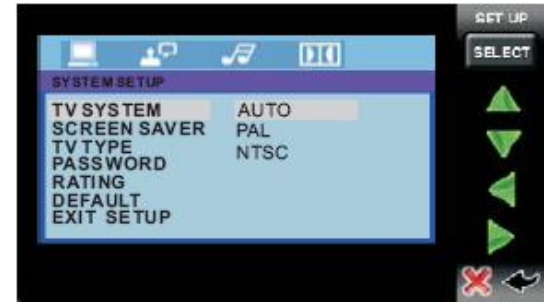 SET UP
SELECT
SYSTEM SETUP
TV SYSTEM
SCREEN SAVER
TV TYPE
PASSWORD
RATING
DEFAULT
EXIT SETUP
AUTO
PAL
NTSC